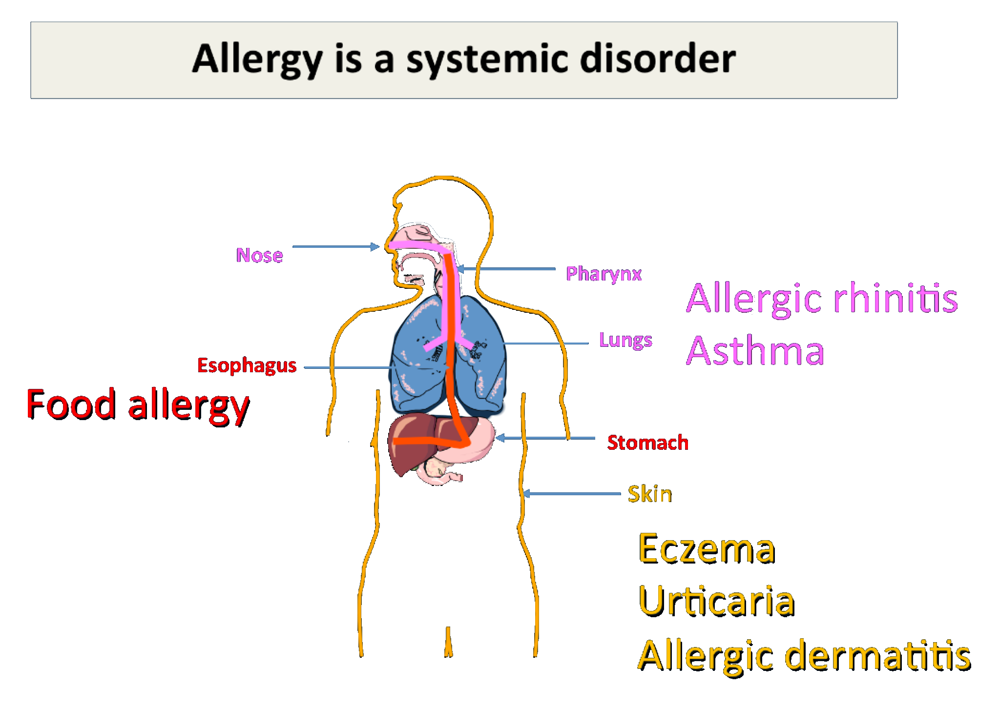 Allergy is a systemic disorder
Nose
Pharynx
Allergic rhinitis
Lungs
Asthma
Esophagus
Food allergy
Stomach
Skin
Eczema
Urticaria
Allergic dermatitis